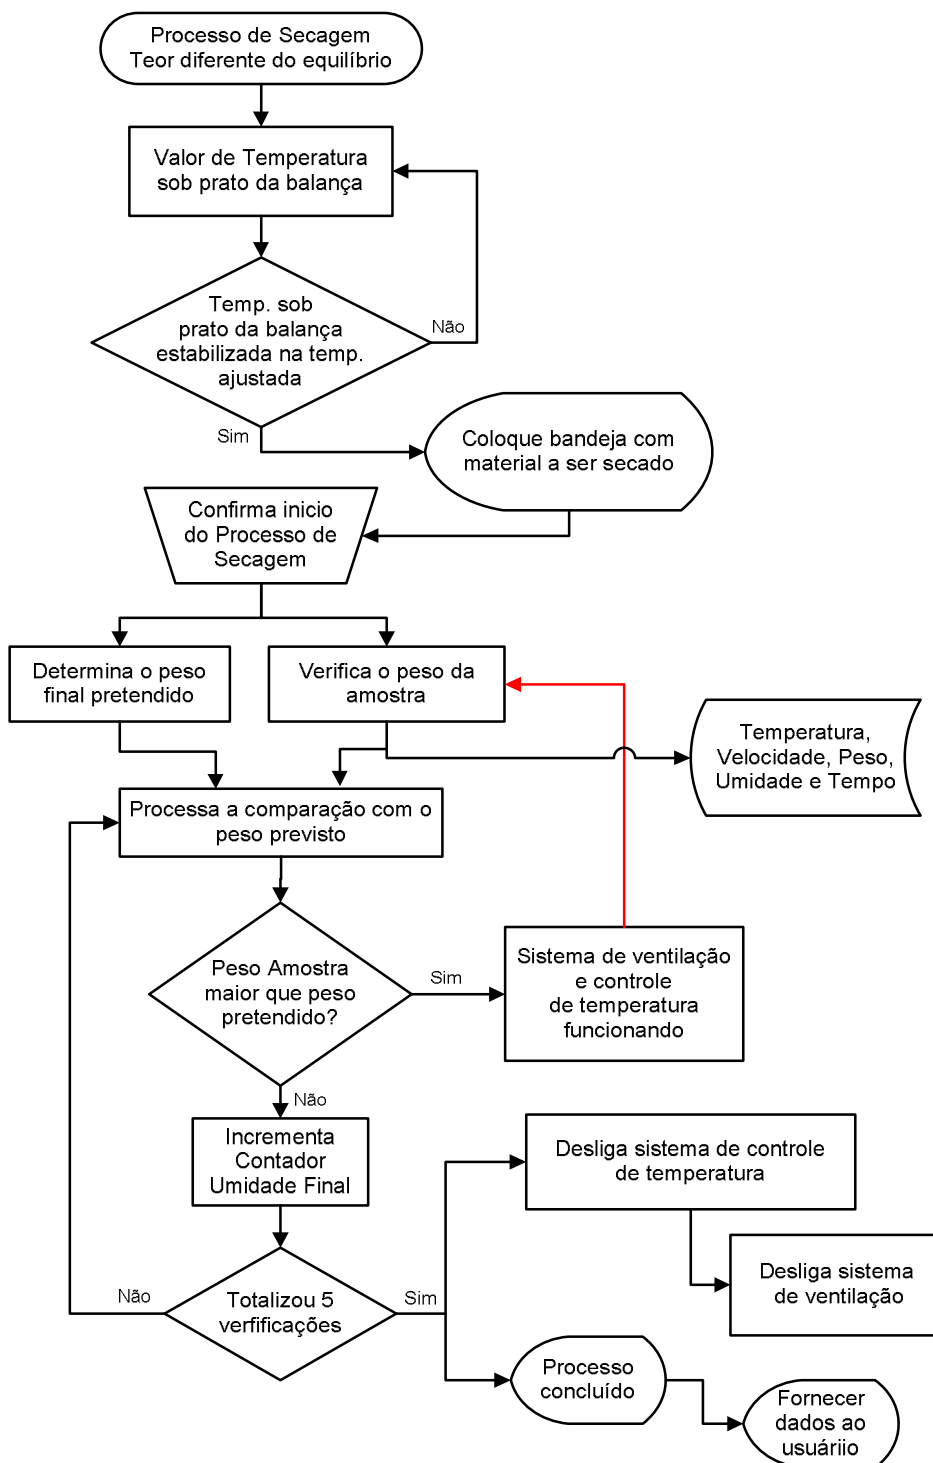 Processo de Secagem
Teor diferente do equilíbrio
Valor de Temperatura
sob prato da balança
Temp. sob
prato da balança
estabilizada na temp.
ajustada
Não
Sim
Coloque bandeja com
material a ser secado
Confirma inicio
do Processo de
Secagem
Determina o peso
final pretendido
Verifica o peso da
amostra
Temperatura,
Velocidade, Peso,
Umidade e Tempo
Processa a comparação com o
peso previsto
Peso Amostra
maior que peso
pretendido?
Sim
Sistema de ventilação
e controle
de temperatura
funcionando
Não
Incrementa
Contador
Umidade Final
Desliga sistema de controle
de temperatura
Desliga sistema
de ventilação
Totalizou 5
verfificações
Não
Sim
Processo
concluído
Fornecer
dados ao
usuáriio